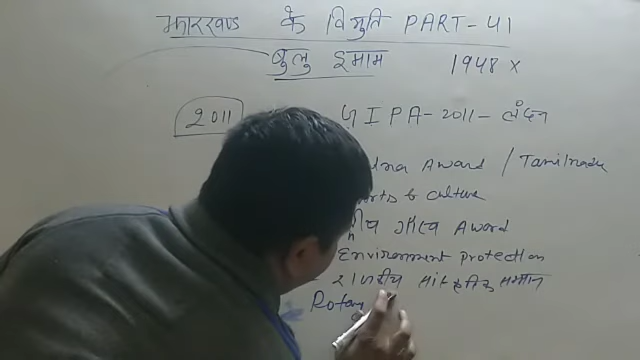 झारखण्ड के विभुति PART-41
बुलु इमाम 1948 x
2011 GIPA-2011- लंदन
Award / Tamilnadu
arts & culture
गौरव Award
Environment protection
- राजकीय सांस्कृतिक सम्मान
Rotary